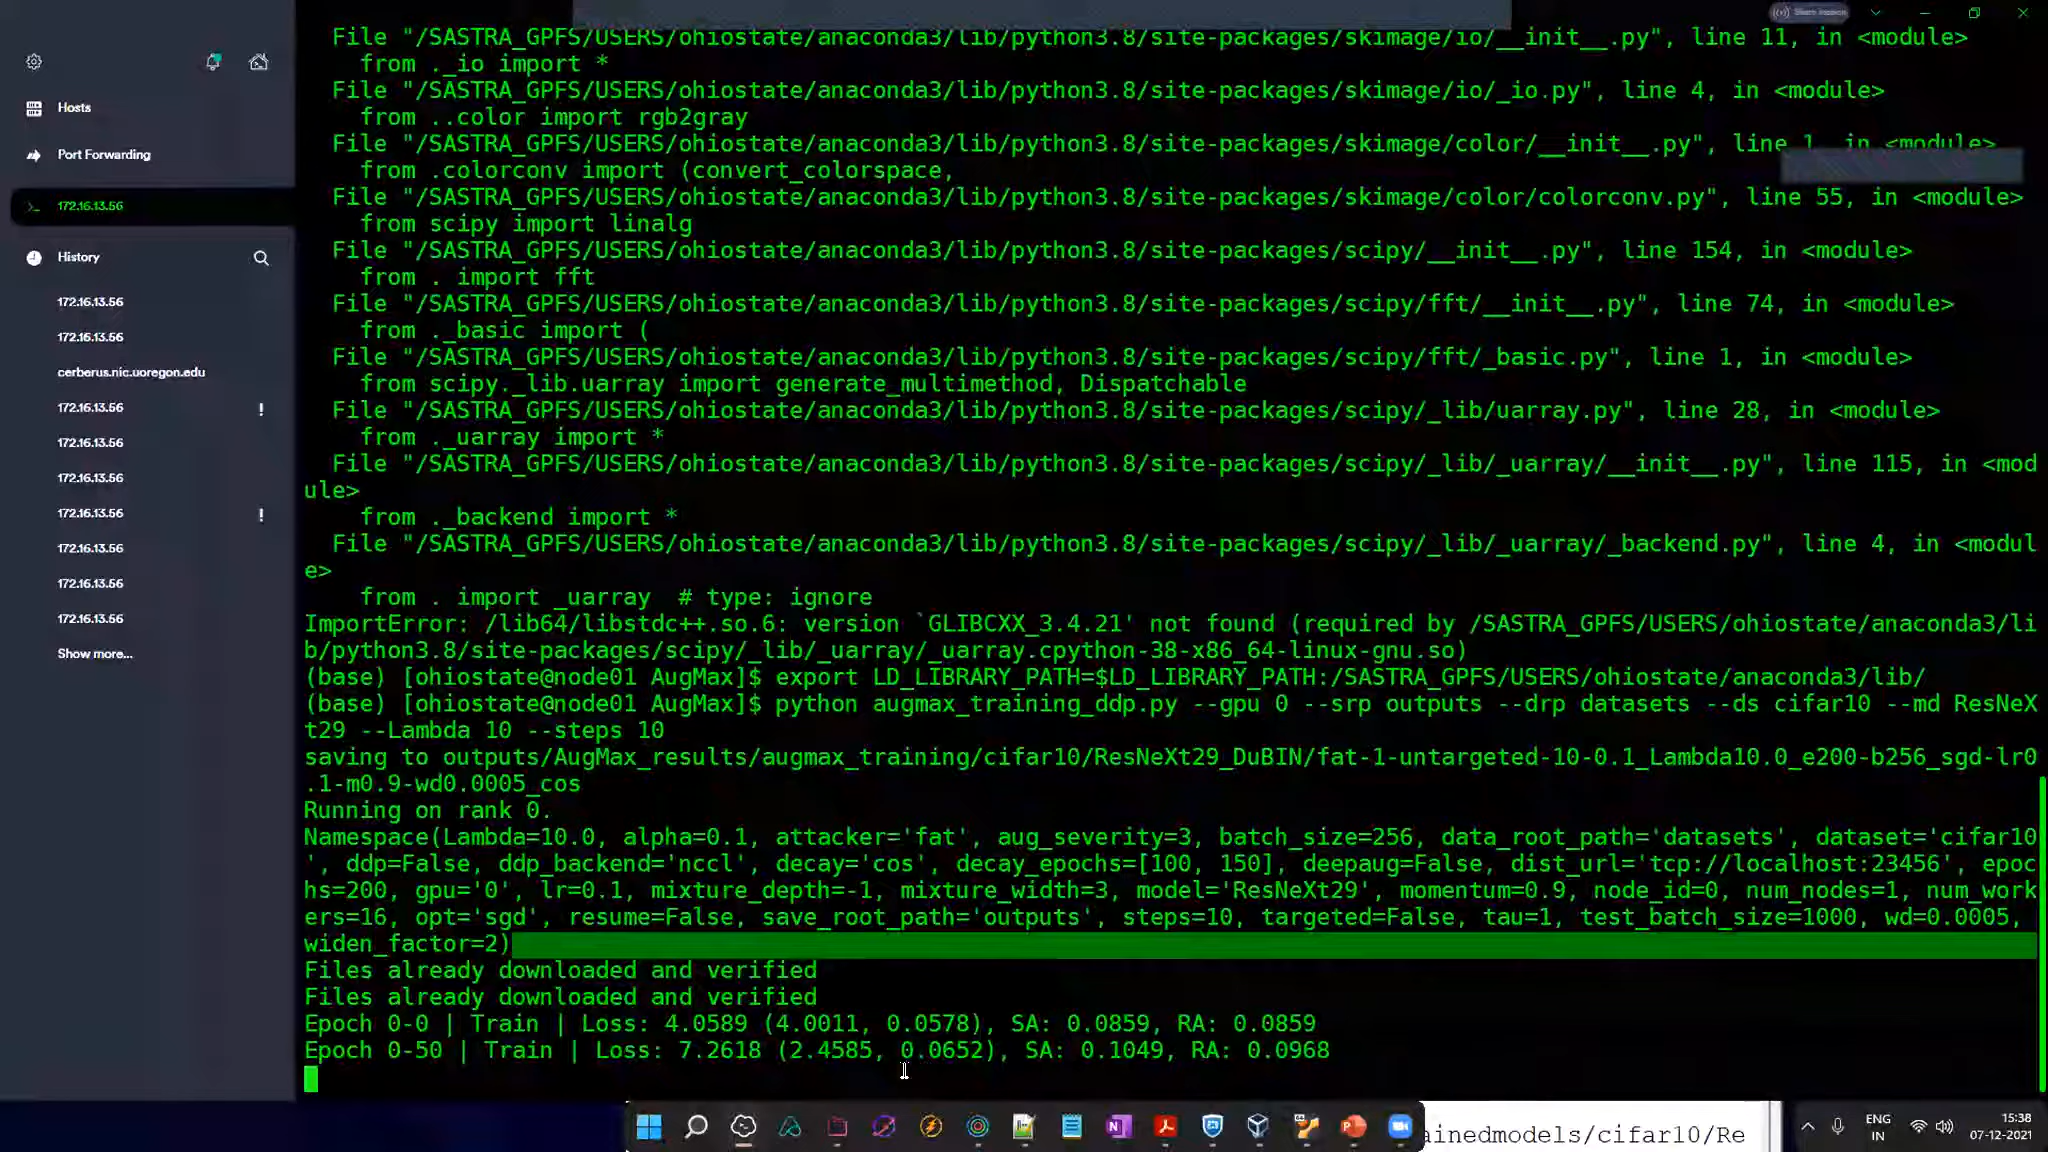 Hosts
Port Forwarding
172.16.13.56
History
172.16.13.56
172.16.13.56
cerberus.nic.uoregon.edu
172.16.13.56 !
172.16.13.56
172.16.13.56
172.16.13.56 !
172.16.13.56
172.16.13.56
172.16.13.56
Show more...
File "/SASTRA_GPFS/USERS/ohiostate/anaconda3/lib/python3.8/site-packages/skimage/io/__init__.py", line 11, in <module>
from ._io import *
File "/SASTRA_GPFS/USERS/ohiostate/anaconda3/lib/python3.8/site-packages/skimage/io/_io.py", line 4, in <module>
from ..color import rgb2gray
File "/SASTRA_GPFS/USERS/ohiostate/anaconda3/lib/python3.8/site-packages/skimage/color/__init__.py", line 1, in <module>
from .colorconv import (convert_colorspace,
File "/SASTRA_GPFS/USERS/ohiostate/anaconda3/lib/python3.8/site-packages/skimage/color/colorconv.py", line 55, in <module>
from scipy import linalg
File "/SASTRA_GPFS/USERS/ohiostate/anaconda3/lib/python3.8/site-packages/scipy/__init__.py", line 154, in <module>
from . import fft
File "/SASTRA_GPFS/USERS/ohiostate/anaconda3/lib/python3.8/site-packages/scipy/fft/__init__.py", line 74, in <module>
from ._basic import (
File "/SASTRA_GPFS/USERS/ohiostate/anaconda3/lib/python3.8/site-packages/scipy/fft/_basic.py", line 1, in <module>
from scipy._lib.uarray import generate_multimethod, Dispatchable
File "/SASTRA_GPFS/USERS/ohiostate/anaconda3/lib/python3.8/site-packages/scipy/_lib/uarray.py", line 28, in <module>
from ._uarray import *
File "/SASTRA_GPFS/USERS/ohiostate/anaconda3/lib/python3.8/site-packages/scipy/_lib/_uarray/__init__.py", line 115, in <mod
ule>
from ._backend import *
File "/SASTRA_GPFS/USERS/ohiostate/anaconda3/lib/python3.8/site-packages/scipy/_lib/_uarray/_backend.py", line 4, in <modul
e>
from . import _uarray  # type: ignore
ImportError: /lib64/libstdc++.so.6: version `GLIBCXX_3.4.21' not found (required by /SASTRA_GPFS/USERS/ohiostate/anaconda3/li
b/python3.8/site-packages/scipy/_lib/_uarray/_uarray.cpython-38-x86_64-linux-gnu.so)
(base) [ohiostate@node01 AugMax]$ export LD_LIBRARY_PATH=$LD_LIBRARY_PATH:/SASTRA_GPFS/USERS/ohiostate/anaconda3/lib/
(base) [ohiostate@node01 AugMax]$ python augmax_training_ddp.py --gpu 0 --srp outputs --drp datasets --ds cifar10 --md ResNeX
t29 --Lambda 10 --steps 10
saving to outputs/AugMax_results/augmax_training/cifar10/ResNeXt29_DuBIN/fat-1-untargeted-10-0.1_Lambda10.0_e200-b256_sgd-lr0
.1-m0.9-wd0.0005_cos
Running on rank 0.
Namespace(Lambda=10.0, alpha=0.1, attacker='fat', aug_severity=3, batch_size=256, data_root_path='datasets', dataset='cifar10
', ddp=False, ddp_backend='nccl', decay='cos', decay_epochs=[100, 150], deepaug=False, dist_url='tcp://localhost:23456', epoc
hs=200, gpu='0', lr=0.1, mixture_depth=-1, mixture_width=3, model='ResNeXt29', momentum=0.9, node_id=0, num_nodes=1, num_work
ers=16, opt='sgd', resume=False, save_root_path='outputs', steps=10, targeted=False, tau=1, test_batch_size=1000, wd=0.0005,
widen_factor=2)
Files already downloaded and verified
Files already downloaded and verified
Epoch 0-0 | Train | Loss: 4.0589 (4.0011, 0.0578), SA: 0.0859, RA: 0.0859
Epoch 0-50 | Train | Loss: 7.2618 (2.4585, 0.0652), SA: 0.1049, RA: 0.0968
ainedmodels/cifar10/Re
ENG
IN
15:38
07-12-2021